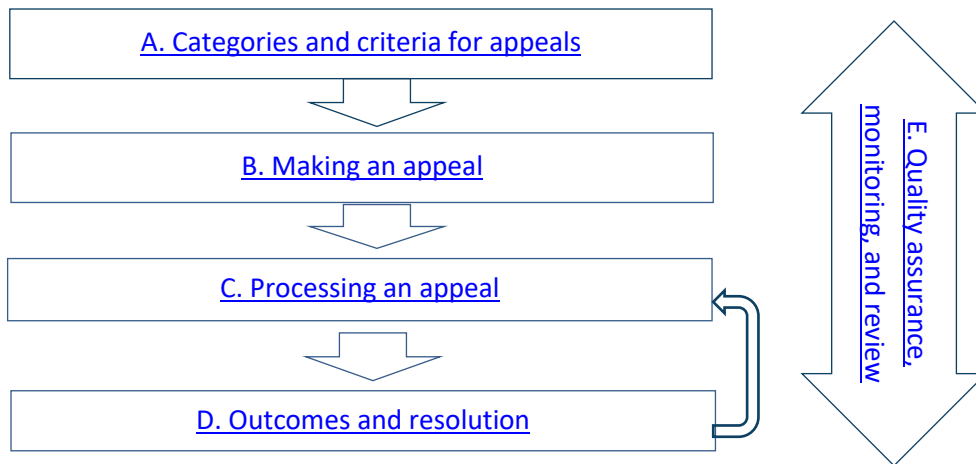 A. Categories and criteria for appeals
B. Making an appeal
C. Processing an appeal
D. Outcomes and resolution
E. Quality assurance,
monitoring, and review